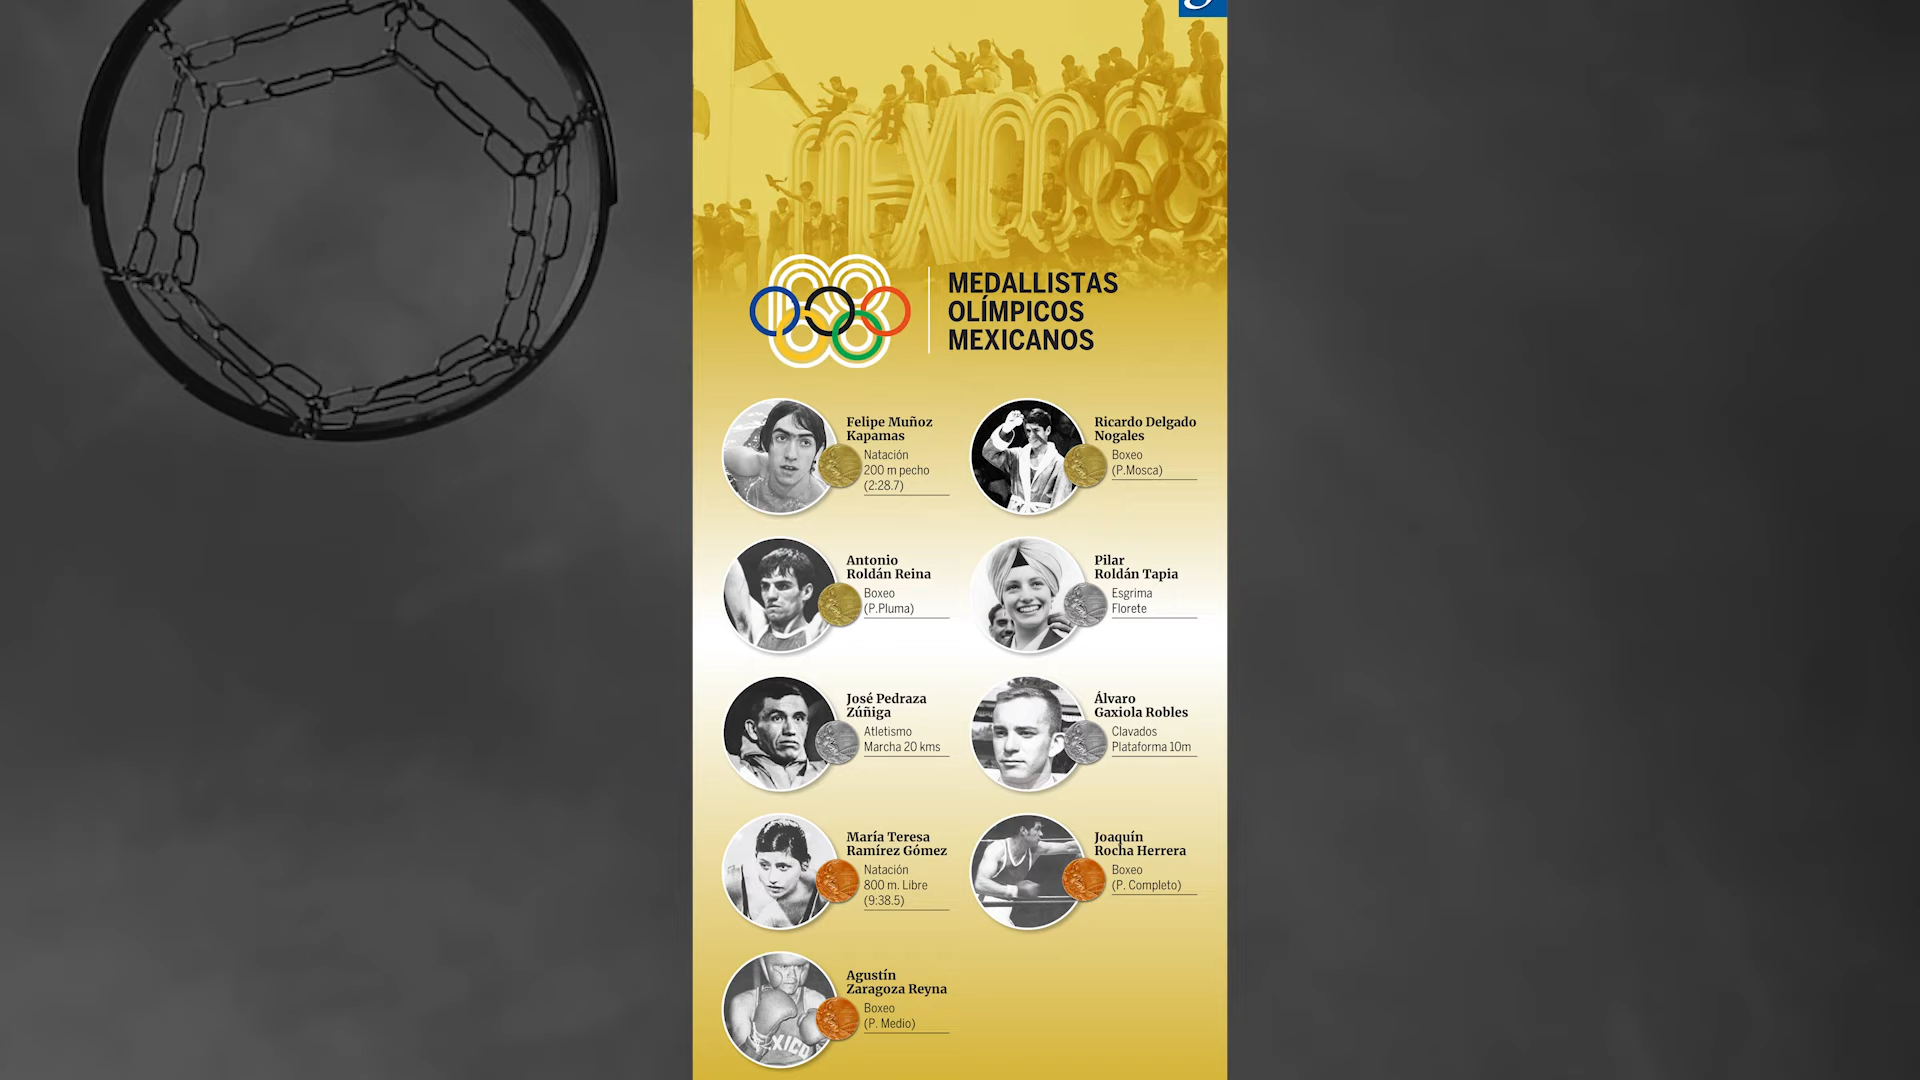 MEXICO
68
MEDALLISTAS
OLÍMPICOS
MEXICANOS
Felipe Muñoz
Kapamas
Natación
200 m pecho
(2:28.7)
Ricardo Delgado
Nogales
Boxeo
(P.Mosca)
Antonio
Roldán Reina
Boxeo
(P.Pluma)
Pilar
Roldán Tapia
Esgrima
Florete
José Pedraza
Zúñiga
Atletismo
Marcha 20 kms
Álvaro
Gaxiola Robles
Clavados
Plataforma 10m
María Teresa
Ramírez Gómez
Natación
800 m. Libre
(9:38.5)
Joaquín
Rocha Herrera
Boxeo
(P. Completo)
Agustín
Zaragoza Reyna
Boxeo
(P. Medio)